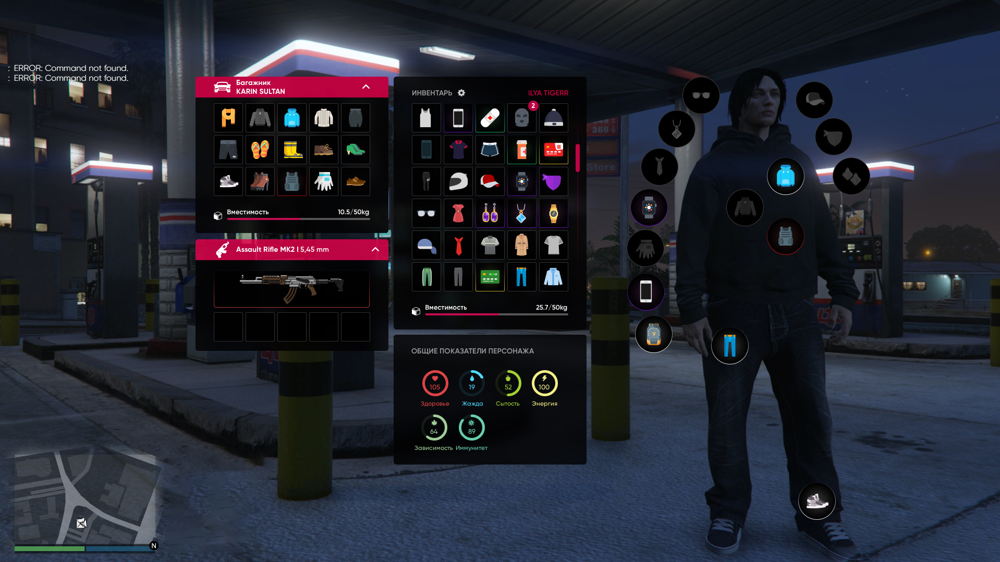 : ERROR: Command not found.
: ERROR: Command not found.
Багажник
KARIN SULTAN
Вместимость
10.5/50kg
Assault Rifle MK2 | 5,45 mm
ИНВЕНТАРЬ
ILYA TIGERR
2
Вместимость
25.7/50kg
ОБЩИЕ ПОКАЗАТЕЛИ ПЕРСОНАЖА
105
19
52
100
Здоровье
Жажда
Сытость
Энергия
64
89
Зависимость
Иммунитет
369
Store
V
N